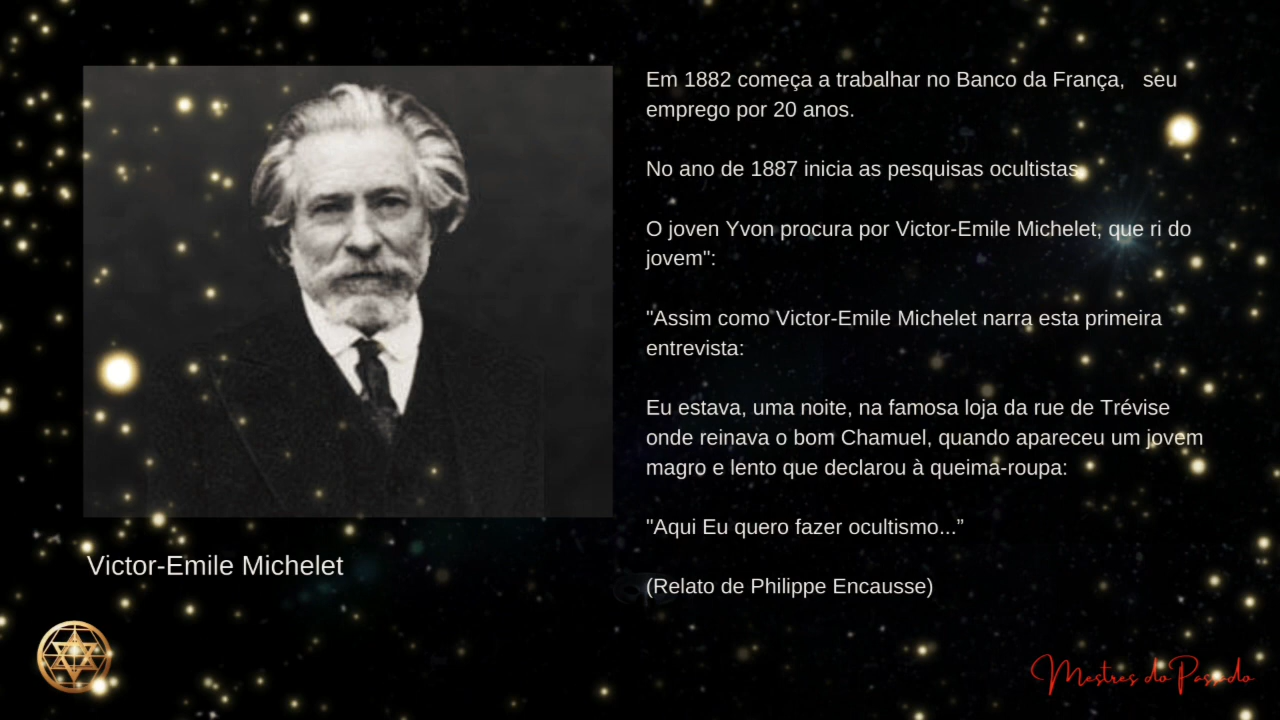 Em 1882 começa a trabalhar no Banco da França, seu
emprego por 20 anos.
No ano de 1887 inicia as pesquisas ocultistas.
O joven Yvon procura por Victor-Emile Michelet, que ri do
jovem":
"Assim como Victor-Emile Michelet narra esta primeira
entrevista:
Eu estava, uma noite, na famosa loja da rue de Trévise
onde reinava o bom Chamuel, quando apareceu um jovem
magro e lento que declarou à queima-roupa:
"Aqui Eu quero fazer ocultismo...”
(Relato de Philippe Encausse)
Victor-Emile Michelet
Mestres do Passado